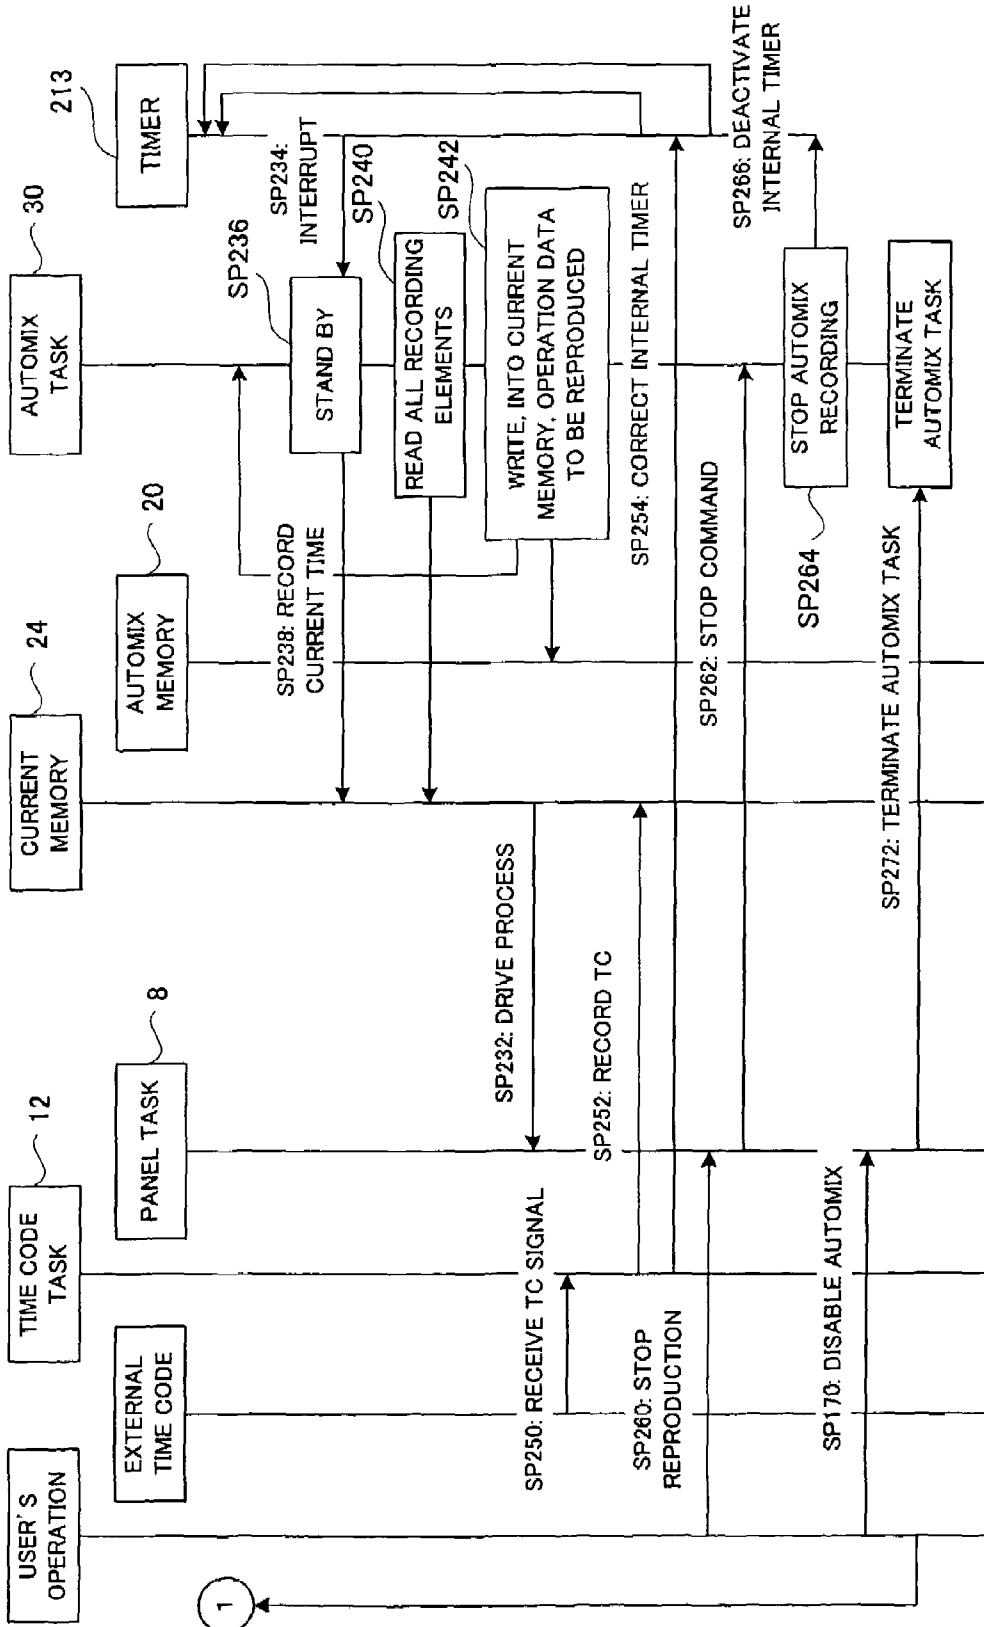 USER'S
OPERATION
EXTERNAL
TIME CODE
TIME CODE
TASK
12
PANEL TASK
8
CURRENT
MEMORY
24
AUTOMIX
MEMORY
20
AUTOMIX
TASK
30
TIMER
213
1
SP234:
INTERRUPT
SP236
STAND BY
SP238: RECORD
CURRENT TIME
SP240
READ ALL RECORDING
ELEMENTS
SP242
WRITE, INTO CURRENT
MEMORY, OPERATION DATA
TO BE REPRODUCED
SP232: DRIVE PROCESS
SP250: RECEIVE TC SIGNAL
SP252: RECORD TC
SP254: CORRECT INTERNAL TIMER
SP260: STOP
REPRODUCTION
SP262: STOP COMMAND
SP264
STOP AUTOMIX
RECORDING
SP266: DEACTIVATE
INTERNAL TIMER
SP170: DISABLE AUTOMIX
SP272: TERMINATE AUTOMIX TASK
TERMINATE
AUTOMIX TASK